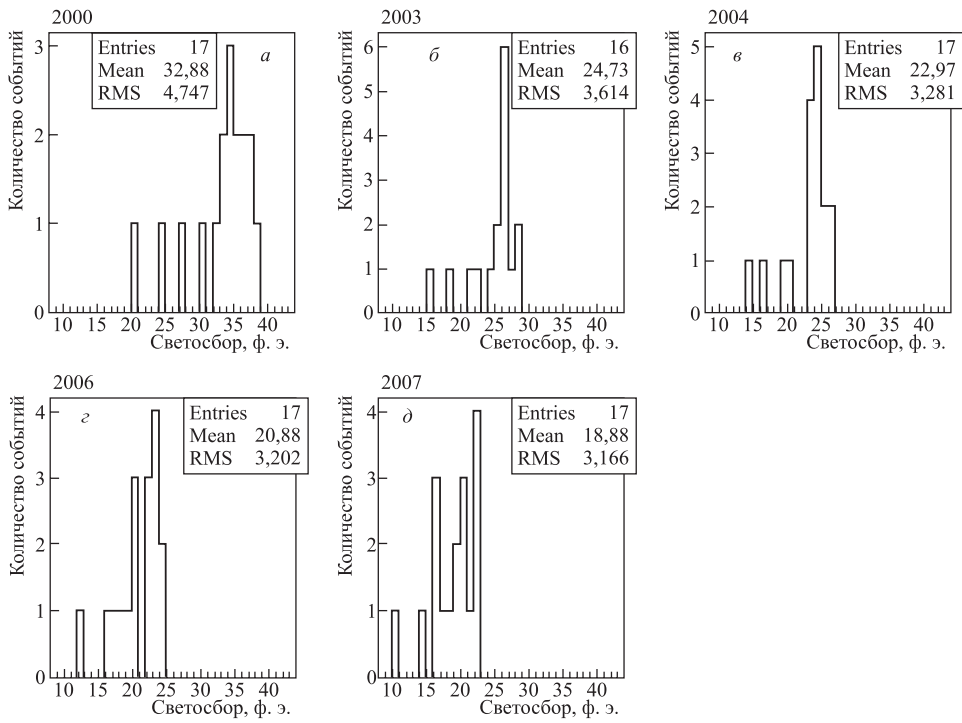 2000
Entries 17
Mean 32,88
RMS 4,747
а
Количество событий
3
2
1
0
10 15 20 25 30 35 40
Светосбор, ф. э.
2003
Entries 16
Mean 24,73
RMS 3,614
б
Количество событий
6
5
4
3
2
1
0
10 15 20 25 30 35 40
Светосбор, ф. э.
2004
Entries 17
Mean 22,97
RMS 3,281
в
Количество событий
5
4
3
2
1
0
10 15 20 25 30 35 40
Светосбор, ф. э.
2006
Entries 17
Mean 20,88
RMS 3,202
г
Количество событий
4
3
2
1
0
10 15 20 25 30 35 40
Светосбор, ф. э.
2007
Entries 17
Mean 18,88
RMS 3,166
д
Количество событий
4
3
2
1
0
10 15 20 25 30 35 40
Светосбор, ф. э.